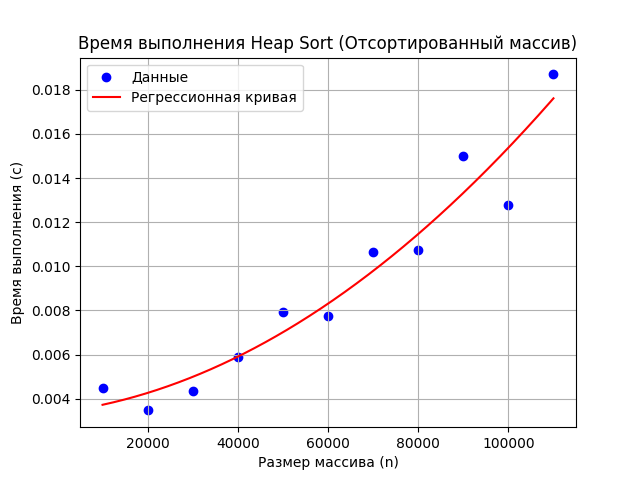 Время выполнения Heap Sort (Отсортированный массив)
Данные
Регрессионная кривая
0.018
0.016
0.014
0.012
0.010
0.008
0.006
0.004
Время выполнения (с)
20000
40000
60000
80000
100000
Размер массива (n)